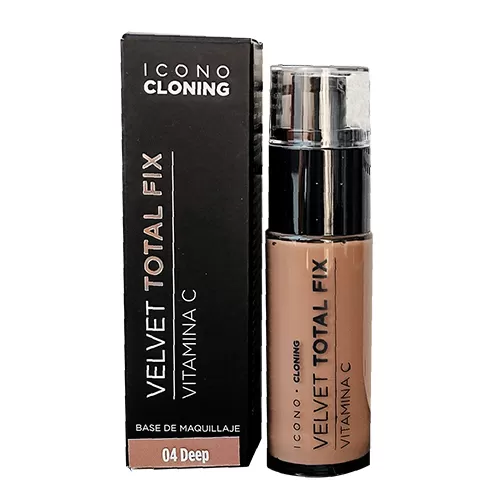 ICONO
CLONING
VELVET TOTAL FIX
VITAMINA C
BASE DE MAQUILLAJE
04 Deep
ICONO · CLONING
VELVET TOTAL FIX
VITAMINA C